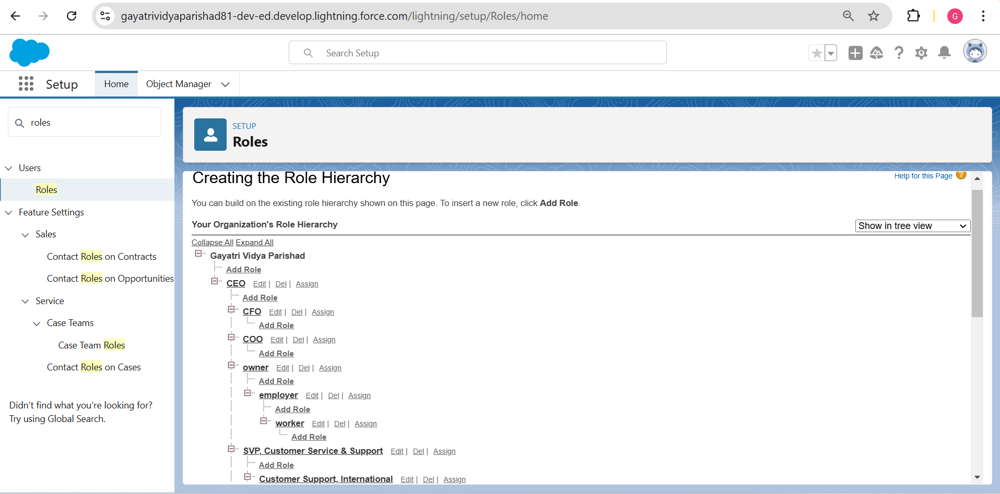 gayatrividyaparishad81-dev-ed.develop.lightning.force.com/lightning/setup/Roles/home
G
Search Setup
Setup
Home
Object Manager
roles
Users
Roles
Feature Settings
Sales
Contact Roles on Contracts
Contact Roles on Opportunities
Service
Case Teams
Case Team Roles
Contact Roles on Cases
Didn't find what you're looking for?
Try using Global Search.
SETUP
Roles
Creating the Role Hierarchy
Help for this Page ?
You can build on the existing role hierarchy shown on this page. To insert a new role, click Add Role.
Your Organization's Role Hierarchy
Show in tree view
Collapse All Expand All
Gayatri Vidya Parishad
Add Role
CEO Edit | Del | Assign
Add Role
CFO Edit | Del | Assign
Add Role
COO Edit | Del | Assign
Add Role
owner Edit | Del | Assign
Add Role
employer Edit | Del | Assign
Add Role
worker Edit | Del | Assign
Add Role
SVP, Customer Service & Support Edit | Del | Assign
Add Role
Customer Support, International Edit | Del | Assign